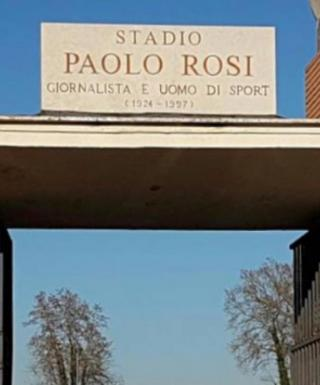 STADIO
PAOLO ROSI
GIORNALISTA E UOMO DI SPORT
(1924-1997)